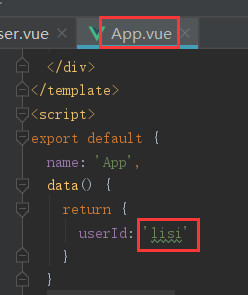 ser.vue × App.vue ×
</div>
</template>
<script>
export default {
name: 'App',
data() {
return {
userId: 'lisi'
}
}